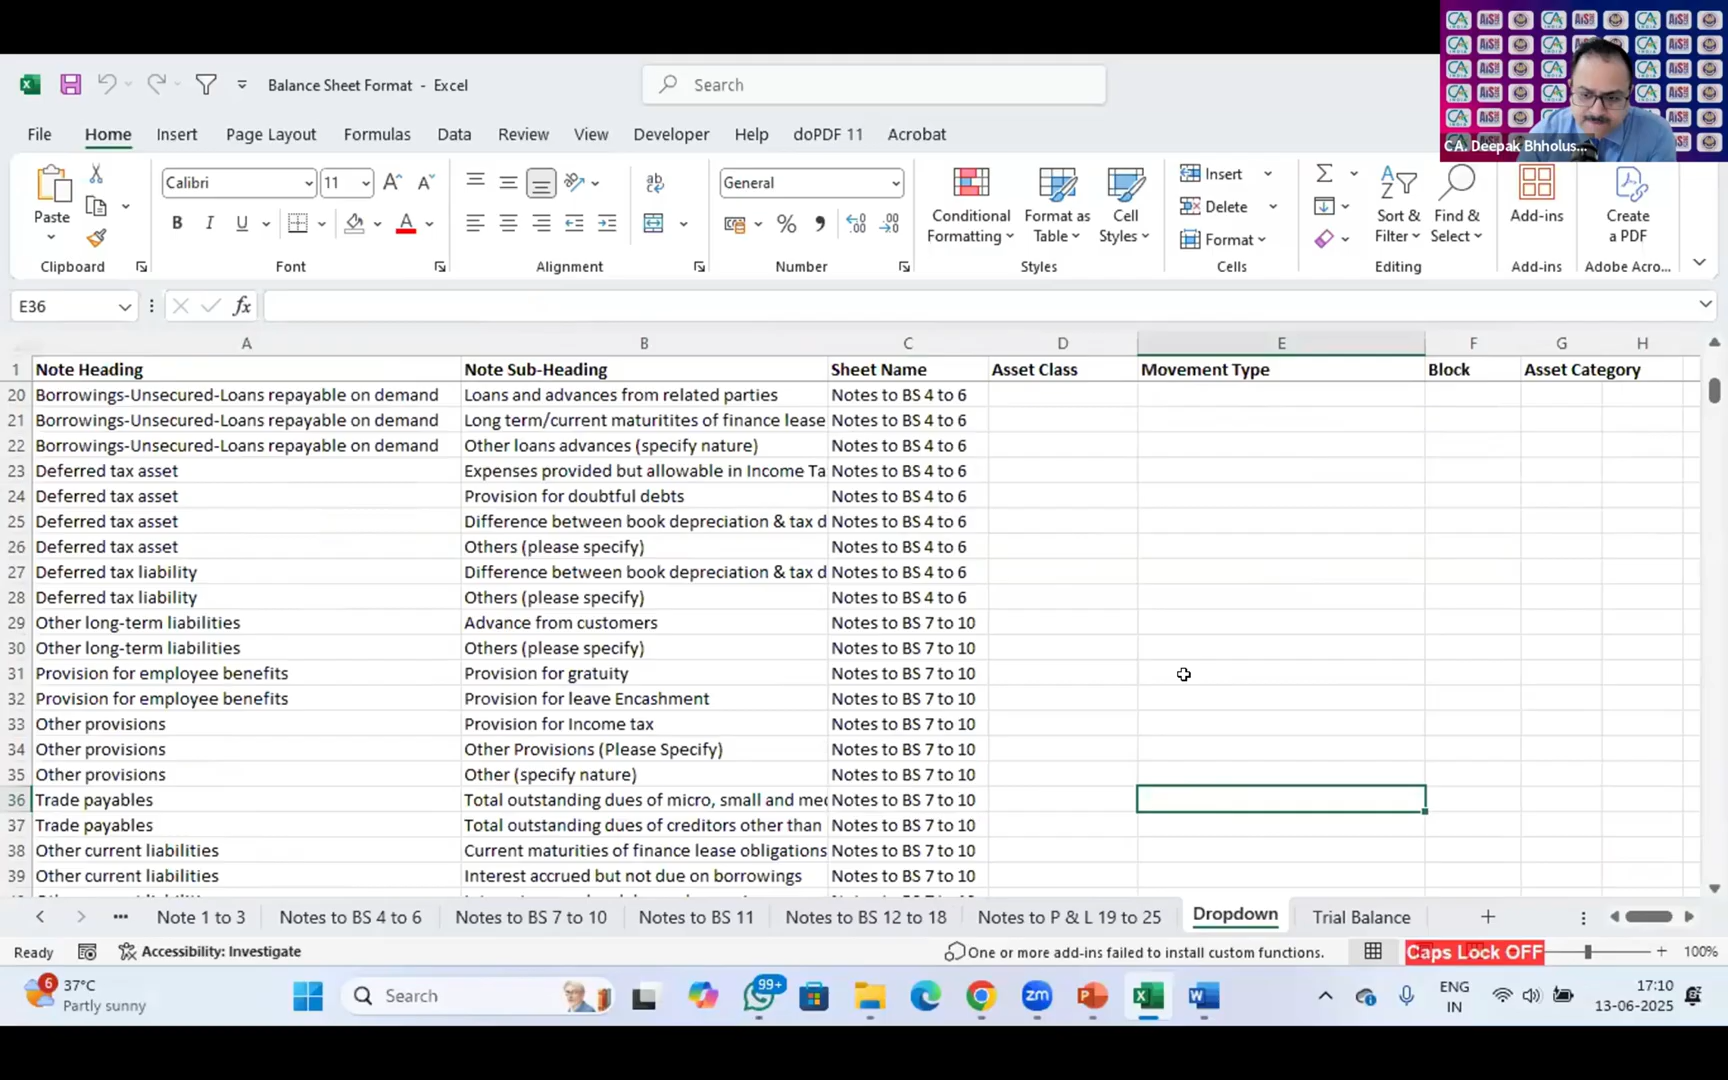 Balance Sheet Format - Excel
Search
CA. Deepak Bhholus...
File Home Insert Page Layout Formulas Data Review View Developer Help doPDF 11 Acrobat
Paste
Calibri 11
B I U
General
Conditional Formatting
Format as Table
Cell Styles
Insert
Delete
Format
Sort & Filter
Find & Select
Add-ins
Create a PDF
Clipboard Font Alignment Number Styles Cells Editing Add-ins Adobe Acro...
E36 fx
A B C D E F G H
1 Note Heading Note Sub-Heading Sheet Name Asset Class Movement Type Block Asset Category
20 Borrowings-Unsecured-Loans repayable on demand Loans and advances from related parties Notes to BS 4 to 6
21 Borrowings-Unsecured-Loans repayable on demand Long term/current maturitites of finance lease Notes to BS 4 to 6
22 Borrowings-Unsecured-Loans repayable on demand Other loans advances (specify nature) Notes to BS 4 to 6
23 Deferred tax asset Expenses provided but allowable in Income Ta Notes to BS 4 to 6
24 Deferred tax asset Provision for doubtful debts Notes to BS 4 to 6
25 Deferred tax asset Difference between book depreciation & tax d Notes to BS 4 to 6
26 Deferred tax asset Others (please specify) Notes to BS 4 to 6
27 Deferred tax liability Difference between book depreciation & tax d Notes to BS 4 to 6
28 Deferred tax liability Others (please specify) Notes to BS 4 to 6
29 Other long-term liabilities Advance from customers Notes to BS 7 to 10
30 Other long-term liabilities Others (please specify) Notes to BS 7 to 10
31 Provision for employee benefits Provision for gratuity Notes to BS 7 to 10
32 Provision for employee benefits Provision for leave Encashment Notes to BS 7 to 10
33 Other provisions Provision for Income tax Notes to BS 7 to 10
34 Other provisions Other Provisions (Please Specify) Notes to BS 7 to 10
35 Other provisions Other (specify nature) Notes to BS 7 to 10
36 Trade payables Total outstanding dues of micro, small and med Notes to BS 7 to 10
37 Trade payables Total outstanding dues of creditors other than Notes to BS 7 to 10
38 Other current liabilities Current maturities of finance lease obligations Notes to BS 7 to 10
39 Other current liabilities Interest accrued but not due on borrowings Notes to BS 7 to 10
... Note 1 to 3 Notes to BS 4 to 6 Notes to BS 7 to 10 Notes to BS 11 Notes to BS 12 to 18 Notes to P & L 19 to 25 Dropdown Trial Balance
Ready Accessibility: Investigate One or more add-ins failed to install custom functions. Caps Lock OFF 100%
6 37°C
Partly sunny
Search
99+
zm
ENG
IN
17:10
13-06-2025